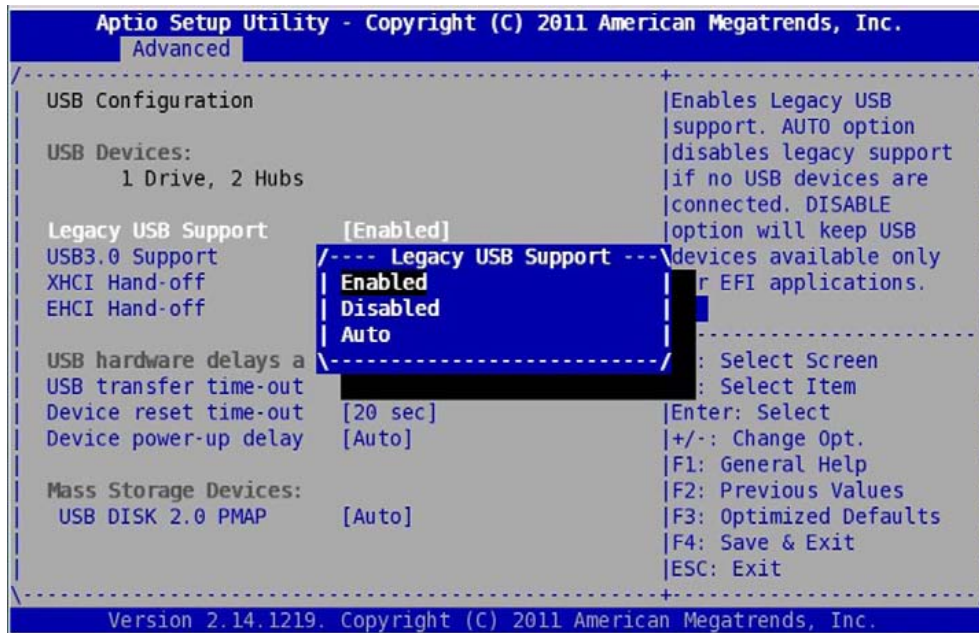 Aptio Setup Utility - Copyright (C) 2011 American Megatrends, Inc.
Advanced
USB Configuration
USB Devices:
1 Drive, 2 Hubs
Legacy USB Support [Enabled]
USB3.0 Support
XHCI Hand-off
EHCI Hand-off
USB hardware delays a
USB transfer time-out
Device reset time-out [20 sec]
Device power-up delay [Auto]
Mass Storage Devices:
USB DISK 2.0 PMAP [Auto]
Legacy USB Support
Enabled
Disabled
Auto
Enables Legacy USB
support. AUTO option
disables legacy support
if no USB devices are
connected. DISABLE
option will keep USB
devices available only
r EFI applications.
: Select Screen
: Select Item
Enter: Select
+/-: Change Opt.
F1: General Help
F2: Previous Values
F3: Optimized Defaults
F4: Save & Exit
ESC: Exit
Version 2.14.1219. Copyright (C) 2011 American Megatrends, Inc.